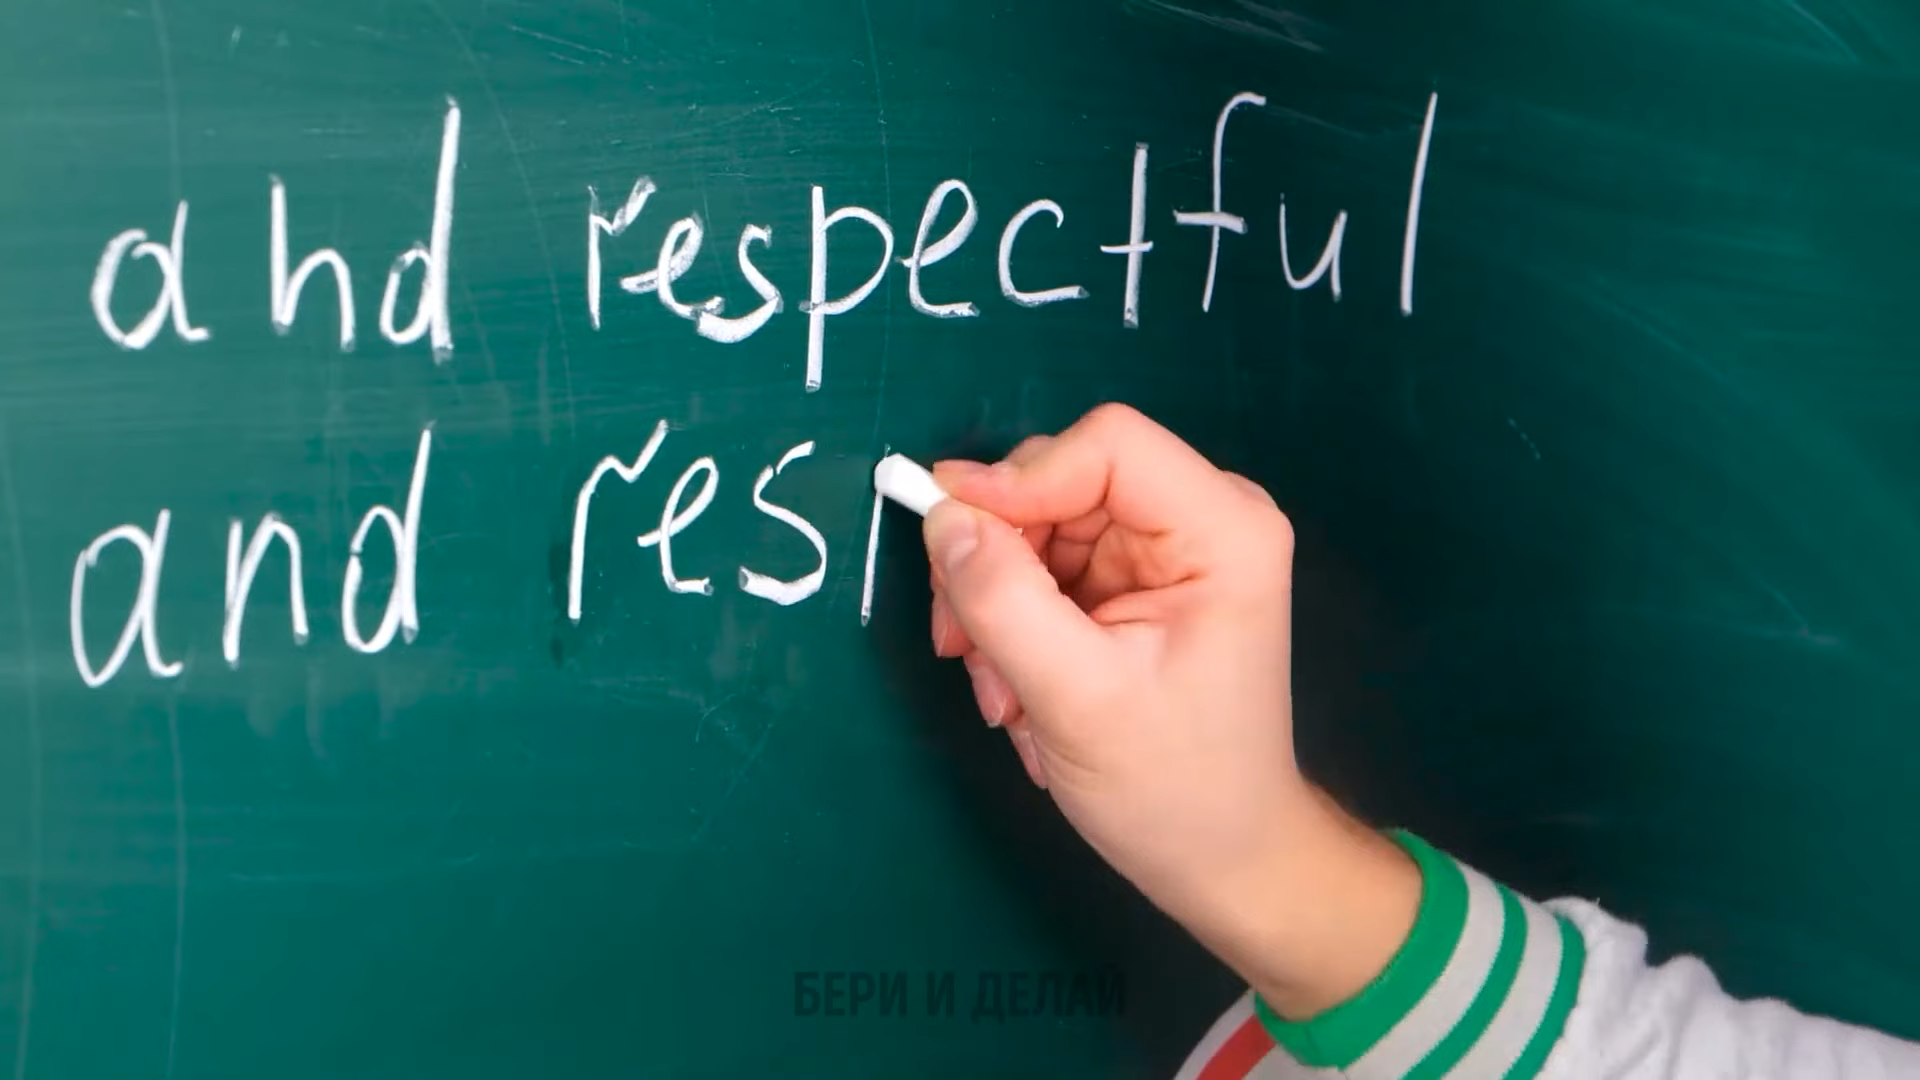 and respectful
and resp
БЕРИ И ДЕЛАЙ